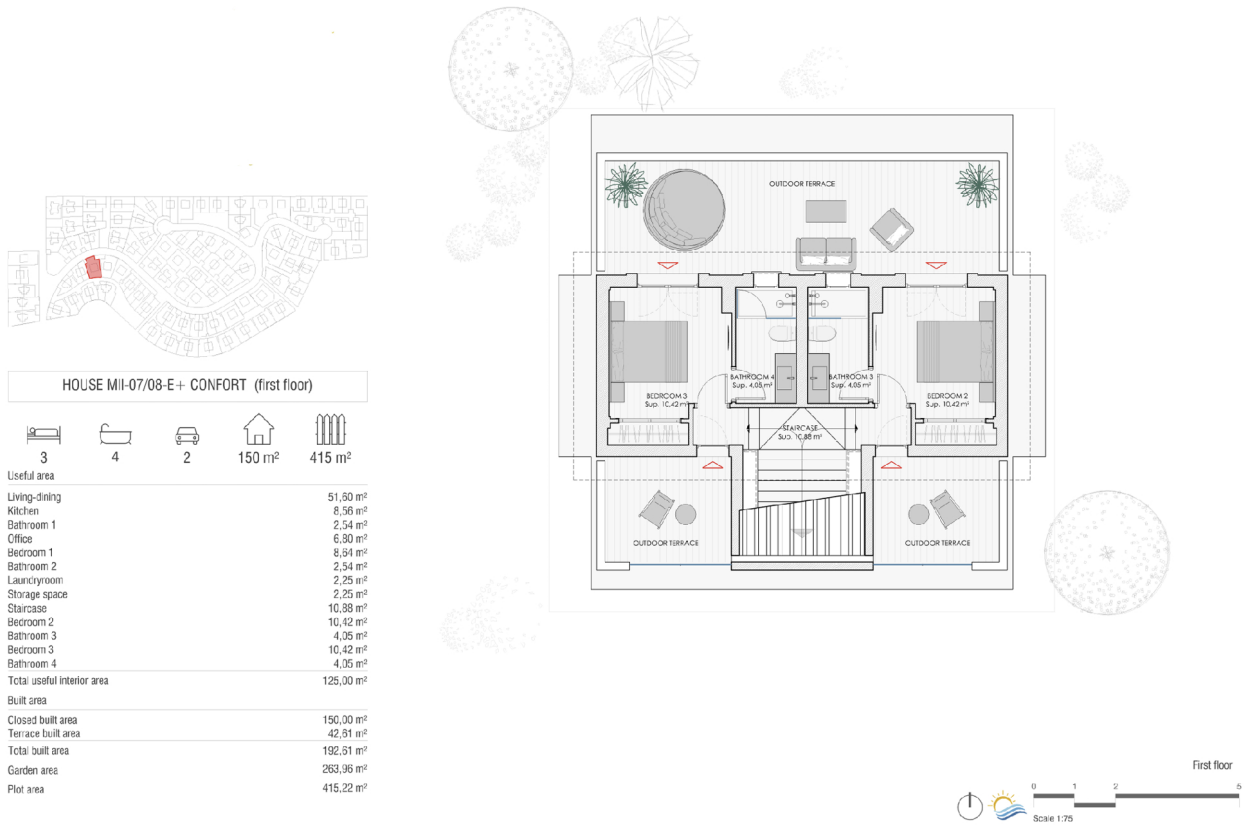 HOUSE MII-07/08-E+ CONFORT (first floor)
3 4 2 150 m² 415 m²
Useful area
Living-dining 51,60 m²
Kitchen 8,56 m²
Bathroom 1 2,54 m²
Office 6,80 m²
Bedroom 1 8,64 m²
Bathroom 2 2,54 m²
Laundryroom 2,25 m²
Storage space 2,25 m²
Staircase 10,88 m²
Bedroom 2 10,42 m²
Bathroom 3 4,05 m²
Bedroom 3 10,42 m²
Bathroom 4 4,05 m²
Total useful interior area 125,00 m²
Built area
Closed built area 150,00 m²
Terrace built area 42,61 m²
Total built area 192,61 m²
Garden area 263,96 m²
Plot area 415,22 m²
OUTDOOR TERRACE
BATHROOM 4
Sup. 4,05 m²
BATHROOM 3
Sup. 4,05 m²
BEDROOM 3
Sup. 10,42 m²
BEDROOM 2
Sup. 10,42 m²
STAIRCASE
Sup. 10,88 m²
OUTDOOR TERRACE
OUTDOOR TERRACE
First floor
0 1 2 5
Scale 1:75